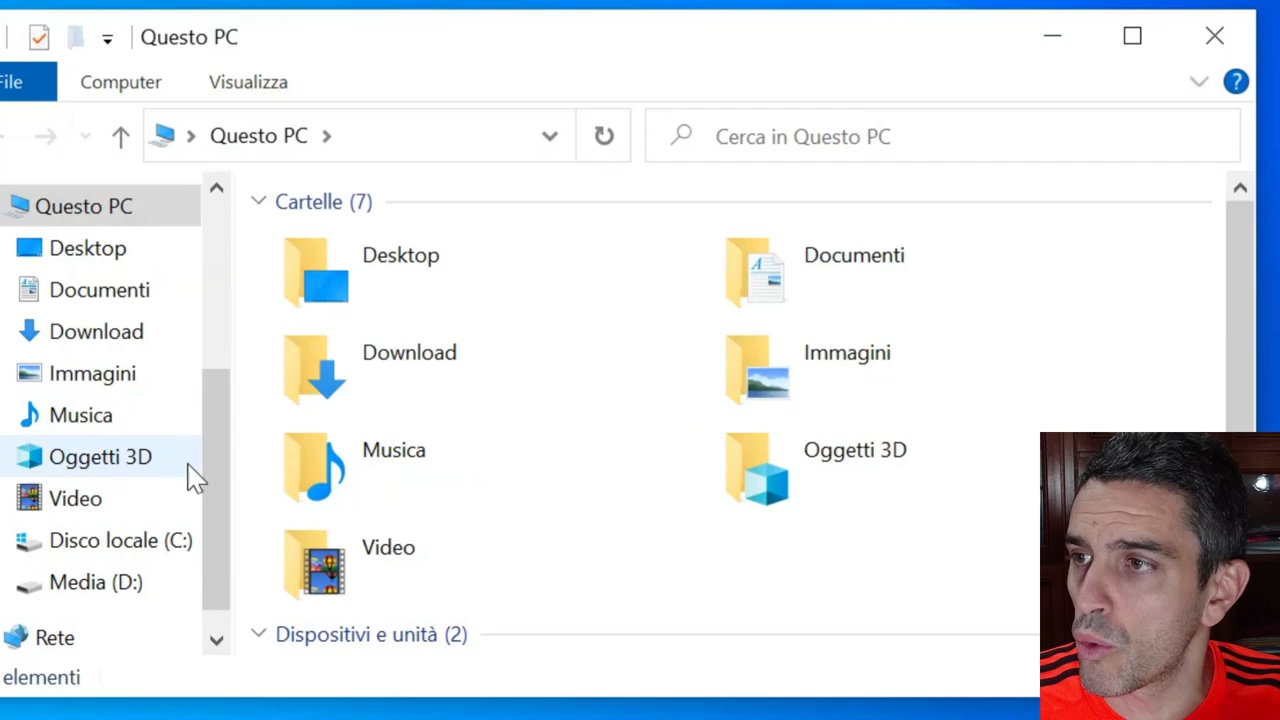 Questo PC
File
Computer
Visualizza
?
Questo PC
Cerca in Questo PC
Questo PC
Desktop
Documenti
Download
Immagini
Musica
Oggetti 3D
Video
Disco locale (C:)
Media (D:)
Rete
Cartelle (7)
Desktop
Documenti
Download
Immagini
Musica
Oggetti 3D
Video
Dispositivi e unità (2)
elementi